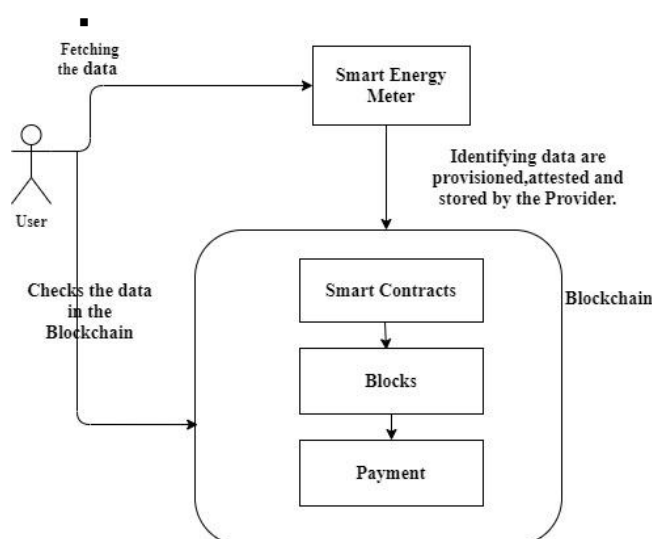 Fetching
the data
Smart Energy
Meter
Identifying data are
provisioned,attested and
stored by the Provider.
User
Smart Contracts
Checks the data
in the
Blockchain
Blockchain
Blocks
Payment